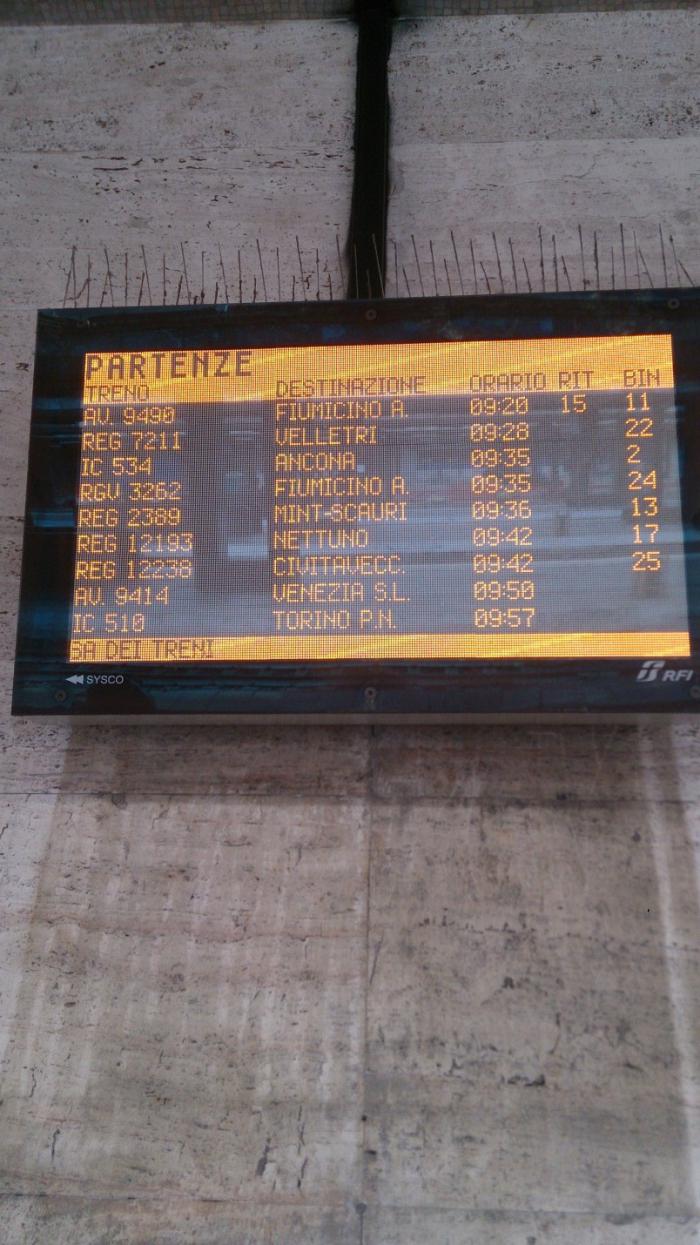 PARTENZE
TRENO DESTINAZIONE ORARIO RIT BIN
AV. 9490 FIUMICINO A. 09:20 15 11
REG 7211 VELLETRI 09:28 22
IC 534 ANCONA 09:35 2
RGV 3262 FIUMICINO A. 09:35 24
REG 2389 MINT-SCAURI 09:36 13
REG 12193 NETTUNO 09:42 17
REG 12238 CIVITAVECC. 09:42 25
AV. 9414 VENEZIA S.L. 09:50
IC 510 TORINO P.N. 09:57
SA DEI TRENI
SYSCO RFI